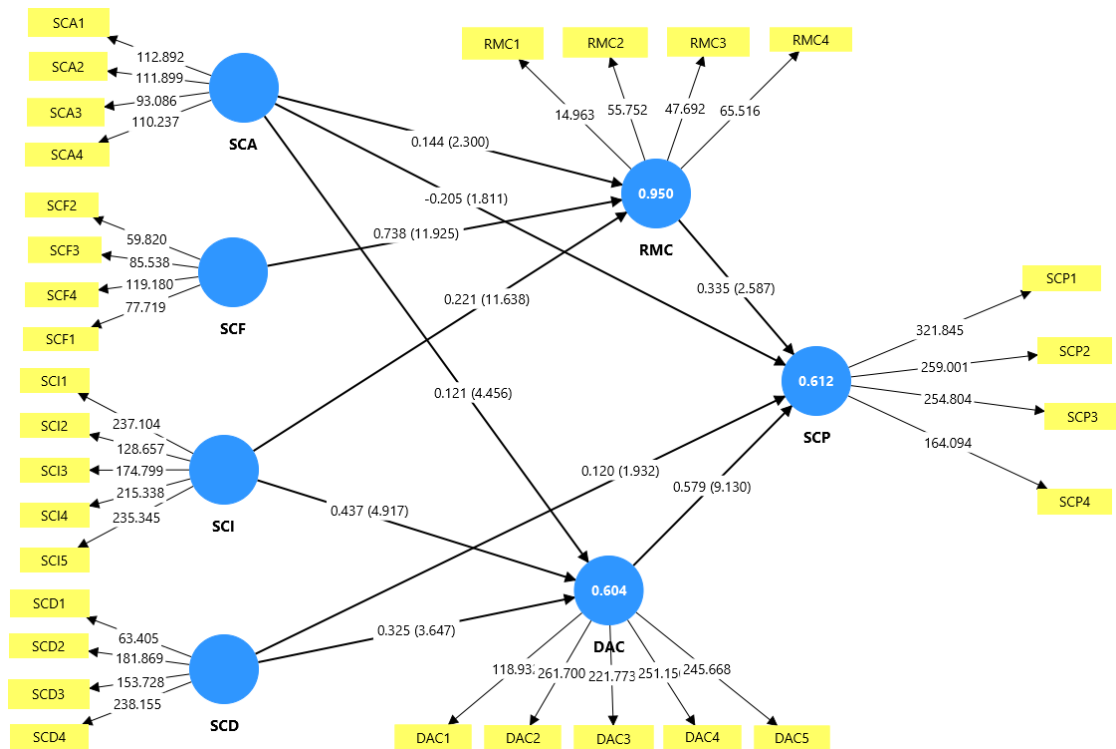 SCA1
SCA2
SCA3
SCA4
112.892
111.899
93.086
110.237
SCA
RMC1
RMC2
RMC3
RMC4
14.963
55.752
47.692
65.516
0.950
RMC
0.144 (2.300)
-0.205 (1.811)
0.738 (11.925)
SCF2
SCF3
SCF4
SCF1
59.820
85.538
119.180
77.719
SCF
0.221 (11.638)
0.335 (2.587)
0.121 (4.456)
SCP1
SCP2
SCP3
SCP4
321.845
259.001
254.804
164.094
0.612
SCP
SCI1
SCI2
SCI3
SCI4
SCI5
237.104
128.657
174.799
215.338
235.345
SCI
0.437 (4.917)
0.120 (1.932)
0.579 (9.130)
SCD1
SCD2
SCD3
SCD4
63.405
181.869
153.728
238.155
SCD
0.325 (3.647)
0.604
DAC
118.93
261.700
221.773
251.15
245.668
DAC1
DAC2
DAC3
DAC4
DAC5